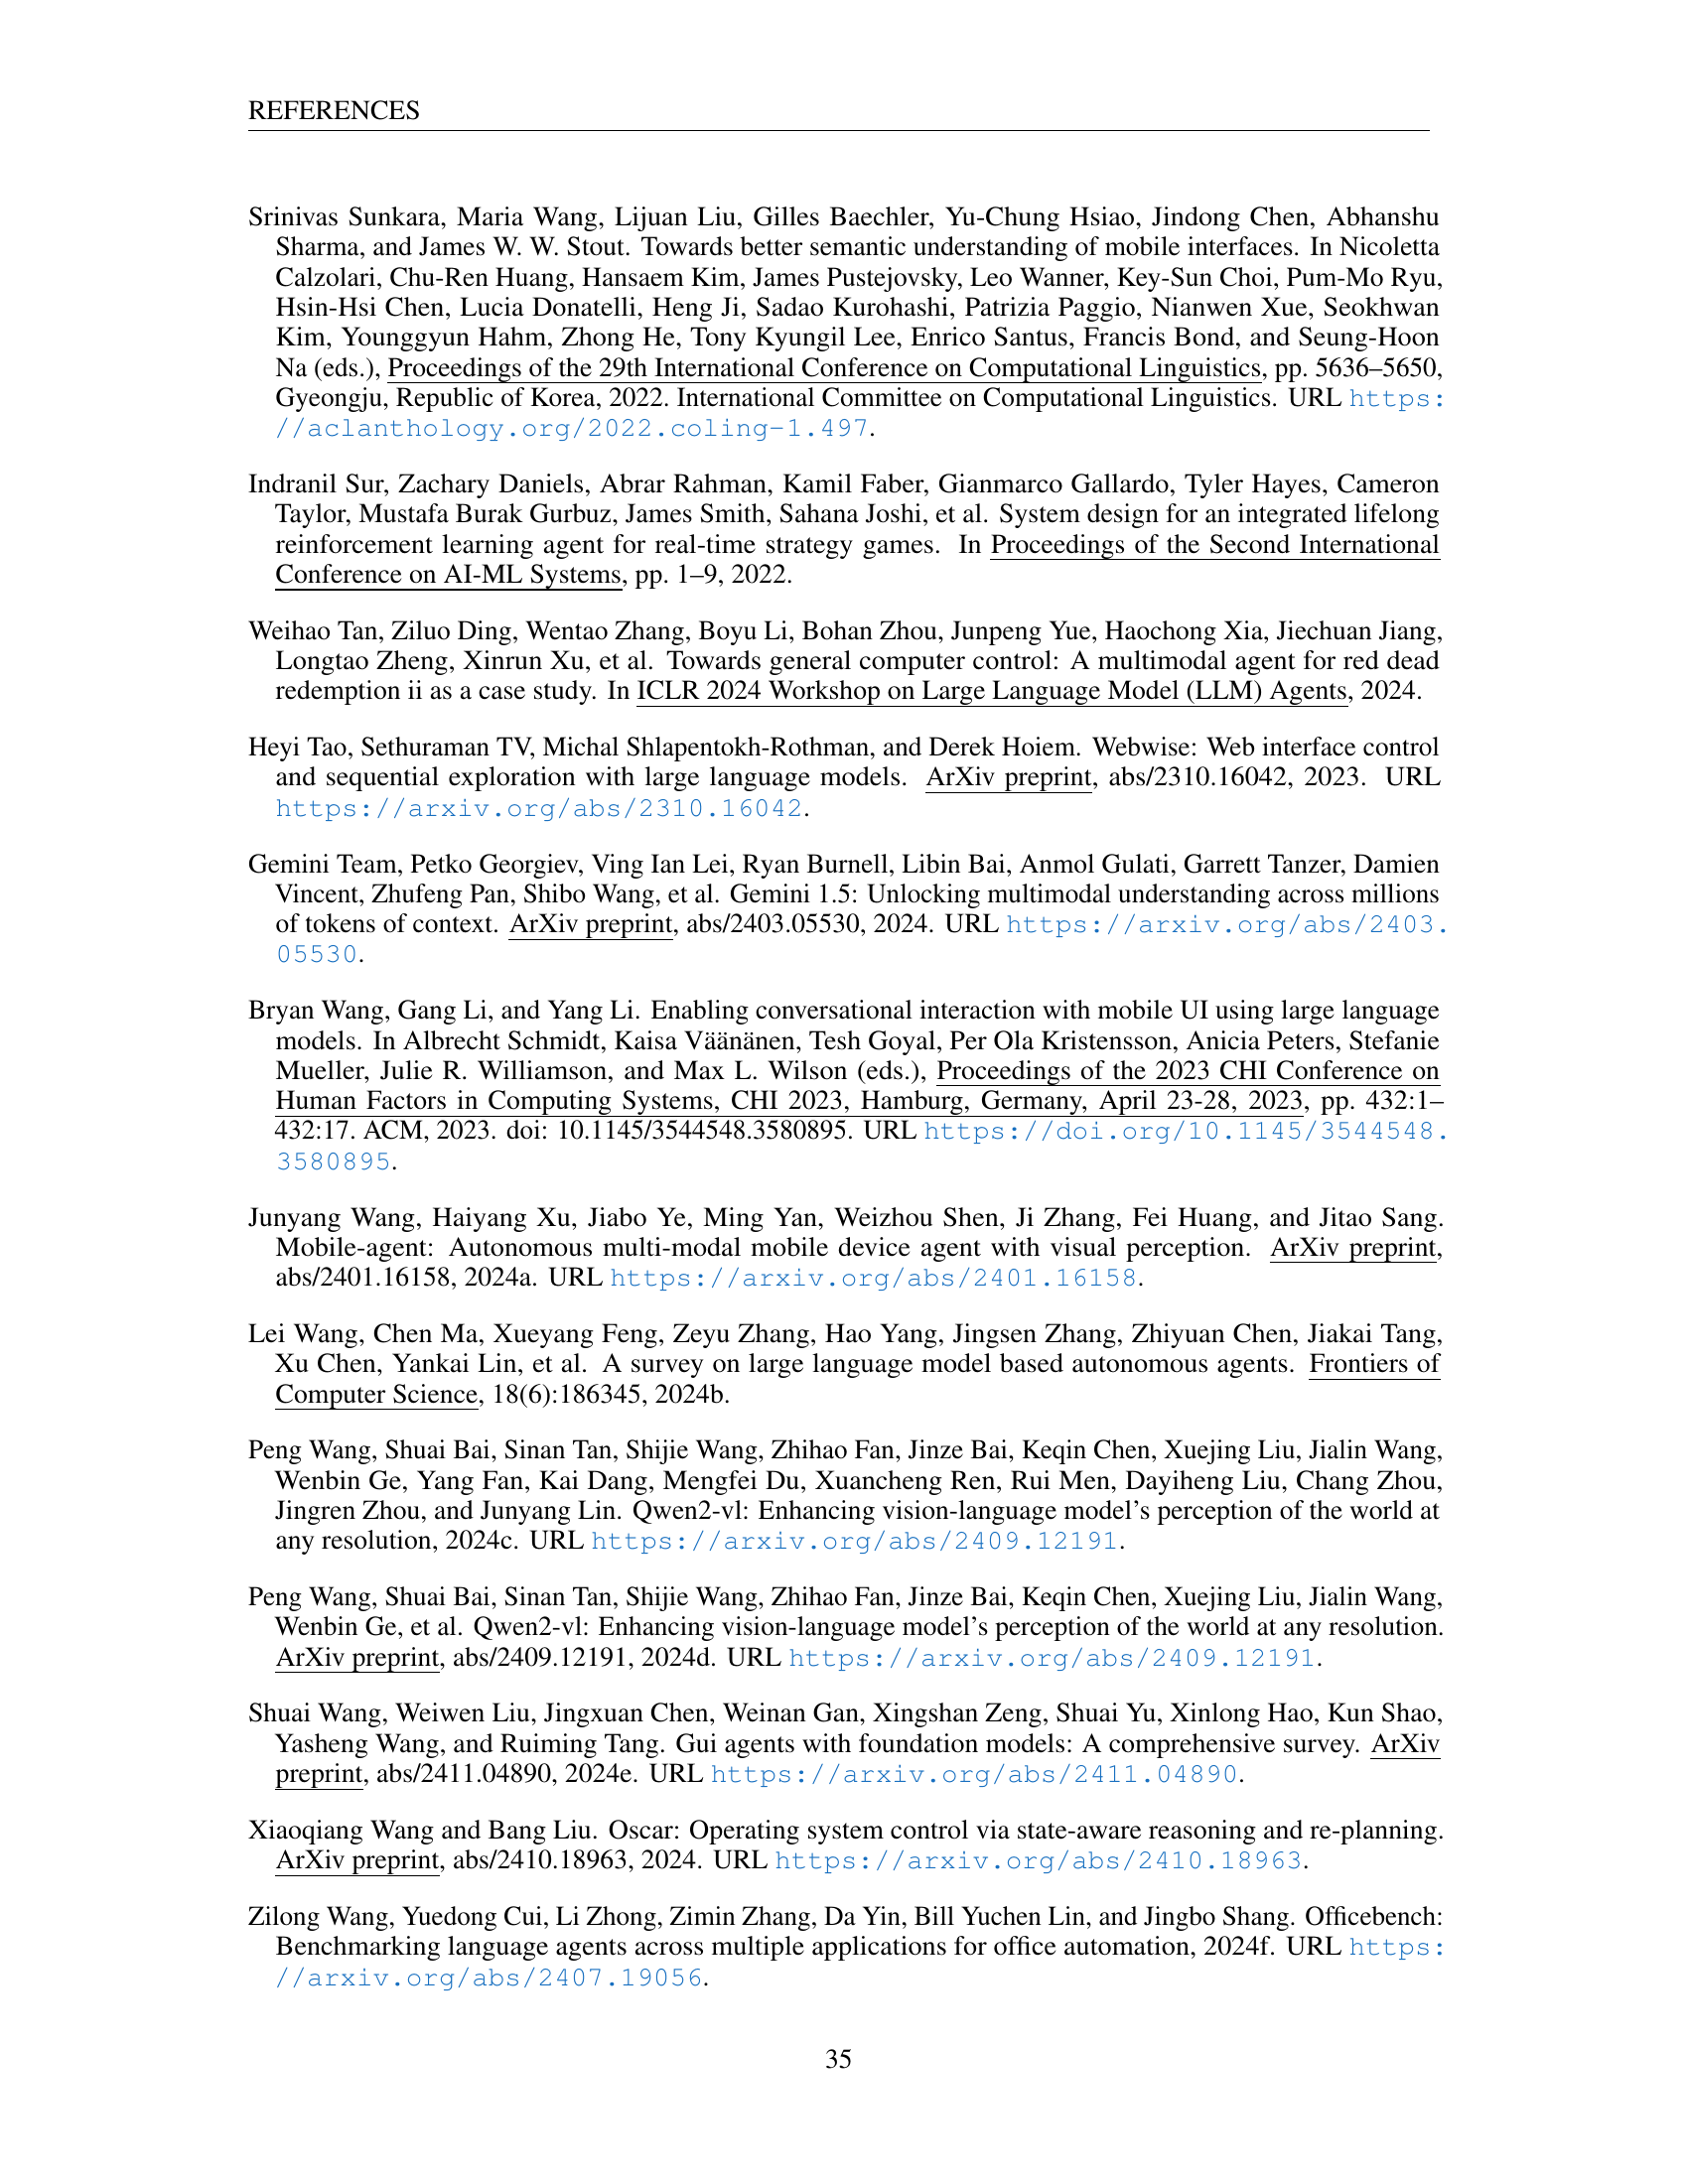 REFERENCES
Srinivas Sunkara, Maria Wang, Lijuan Liu, Gilles Baechler, Yu-Chung Hsiao, Jindong Chen, Abhanshu
Sharma, and James W. W. Stout. Towards better semantic understanding of mobile interfaces. In Nicoletta
Calzolari, Chu-Ren Huang, Hansaem Kim, James Pustejovsky, Leo Wanner, Key-Sun Choi, Pum-Mo Ryu,
Hsin-Hsi Chen, Lucia Donatelli, Heng Ji, Sadao Kurohashi, Patrizia Paggio, Nianwen Xue, Seokhwan
Kim, Younggyun Hahm, Zhong He, Tony Kyungil Lee, Enrico Santus, Francis Bond, and Seung-Hoon
Na (eds.), Proceedings of the 29th International Conference on Computational Linguistics, pp. 5636–5650,
Gyeongju, Republic of Korea, 2022. International Committee on Computational Linguistics. URL https:
//aclanthology.org/2022.coling-1.497.
Indranil Sur, Zachary Daniels, Abrar Rahman, Kamil Faber, Gianmarco Gallardo, Tyler Hayes, Cameron
Taylor, Mustafa Burak Gurbuz, James Smith, Sahana Joshi, et al. System design for an integrated lifelong
reinforcement learning agent for real-time strategy games. In Proceedings of the Second International
Conference on AI-ML Systems, pp. 1–9, 2022.
Weihao Tan, Ziluo Ding, Wentao Zhang, Boyu Li, Bohan Zhou, Junpeng Yue, Haochong Xia, Jiechuan Jiang,
Longtao Zheng, Xinrun Xu, et al. Towards general computer control: A multimodal agent for red dead
redemption ii as a case study. In ICLR 2024 Workshop on Large Language Model (LLM) Agents, 2024.
Heyi Tao, Sethuraman TV, Michal Shlapentokh-Rothman, and Derek Hoiem. Webwise: Web interface control
and sequential exploration with large language models. ArXiv preprint, abs/2310.16042, 2023. URL
https://arxiv.org/abs/2310.16042.
Gemini Team, Petko Georgiev, Ving Ian Lei, Ryan Burnell, Libin Bai, Anmol Gulati, Garrett Tanzer, Damien
Vincent, Zhufeng Pan, Shibo Wang, et al. Gemini 1.5: Unlocking multimodal understanding across millions
of tokens of context. ArXiv preprint, abs/2403.05530, 2024. URL https://arxiv.org/abs/2403.
05530.
Bryan Wang, Gang Li, and Yang Li. Enabling conversational interaction with mobile UI using large language
models. In Albrecht Schmidt, Kaisa Väänänen, Tesh Goyal, Per Ola Kristensson, Anicia Peters, Stefanie
Mueller, Julie R. Williamson, and Max L. Wilson (eds.), Proceedings of the 2023 CHI Conference on
Human Factors in Computing Systems, CHI 2023, Hamburg, Germany, April 23-28, 2023, pp. 432:1–
432:17. ACM, 2023. doi: 10.1145/3544548.3580895. URL https://doi.org/10.1145/3544548.
3580895.
Junyang Wang, Haiyang Xu, Jiabo Ye, Ming Yan, Weizhou Shen, Ji Zhang, Fei Huang, and Jitao Sang.
Mobile-agent: Autonomous multi-modal mobile device agent with visual perception. ArXiv preprint,
abs/2401.16158, 2024a. URL https://arxiv.org/abs/2401.16158.
Lei Wang, Chen Ma, Xueyang Feng, Zeyu Zhang, Hao Yang, Jingsen Zhang, Zhiyuan Chen, Jiakai Tang,
Xu Chen, Yankai Lin, et al. A survey on large language model based autonomous agents. Frontiers of
Computer Science, 18(6):186345, 2024b.
Peng Wang, Shuai Bai, Sinan Tan, Shijie Wang, Zhihao Fan, Jinze Bai, Keqin Chen, Xuejing Liu, Jialin Wang,
Wenbin Ge, Yang Fan, Kai Dang, Mengfei Du, Xuancheng Ren, Rui Men, Dayiheng Liu, Chang Zhou,
Jingren Zhou, and Junyang Lin. Qwen2-vl: Enhancing vision-language model’s perception of the world at
any resolution, 2024c. URL https://arxiv.org/abs/2409.12191.
Peng Wang, Shuai Bai, Sinan Tan, Shijie Wang, Zhihao Fan, Jinze Bai, Keqin Chen, Xuejing Liu, Jialin Wang,
Wenbin Ge, et al. Qwen2-vl: Enhancing vision-language model’s perception of the world at any resolution.
ArXiv preprint, abs/2409.12191, 2024d. URL https://arxiv.org/abs/2409.12191.
Shuai Wang, Weiwen Liu, Jingxuan Chen, Weinan Gan, Xingshan Zeng, Shuai Yu, Xinlong Hao, Kun Shao,
Yasheng Wang, and Ruiming Tang. Gui agents with foundation models: A comprehensive survey. ArXiv
preprint, abs/2411.04890, 2024e. URL https://arxiv.org/abs/2411.04890.
Xiaoqiang Wang and Bang Liu. Oscar: Operating system control via state-aware reasoning and re-planning.
ArXiv preprint, abs/2410.18963, 2024. URL https://arxiv.org/abs/2410.18963.
Zilong Wang, Yuedong Cui, Li Zhong, Zimin Zhang, Da Yin, Bill Yuchen Lin, and Jingbo Shang. Officebench:
Benchmarking language agents across multiple applications for office automation, 2024f. URL https:
//arxiv.org/abs/2407.19056.
35